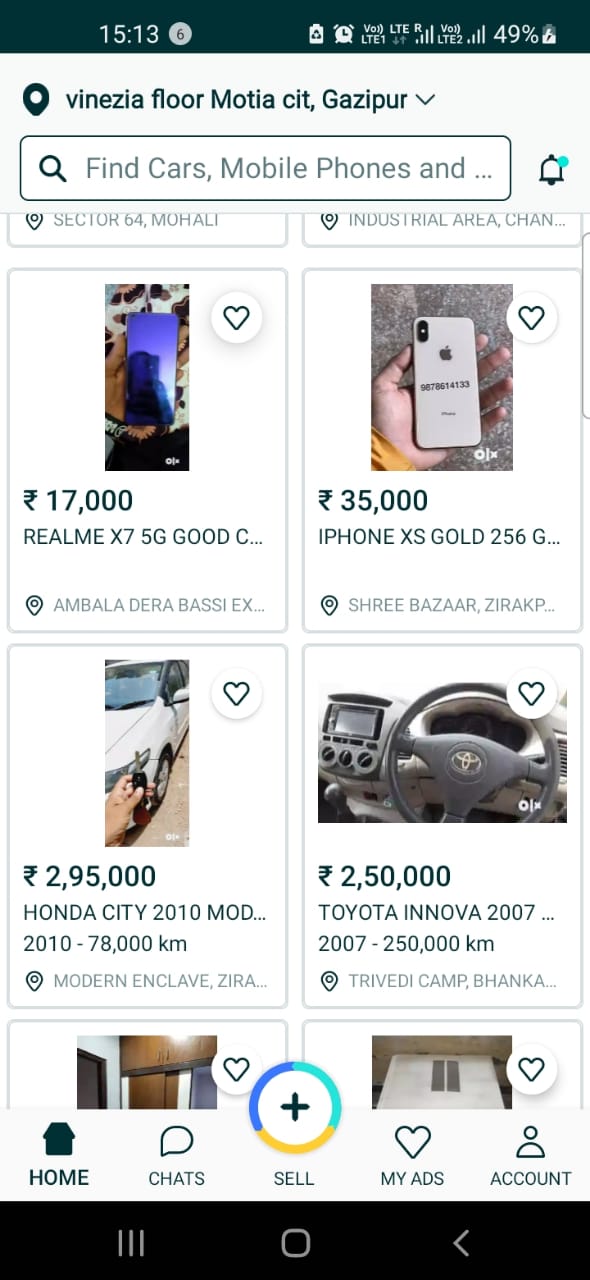 15:13 6 Vo)) LTE1 LTE R Vo)) LTE2 49%
vinezia floor Motia cit, Gazipur
Find Cars, Mobile Phones and ...
SECTOR 64, MOHALI
INDUSTRIAL AREA, CHAN...
olx
9878614133
iPhone
olx
₹ 17,000
REALME X7 5G GOOD C...
AMBALA DERA BASSI EX...
₹ 35,000
IPHONE XS GOLD 256 G...
SHREE BAZAAR, ZIRAKP...
olx
olx
₹ 2,95,000
HONDA CITY 2010 MOD...
2010 - 78,000 km
MODERN ENCLAVE, ZIRA...
₹ 2,50,000
TOYOTA INNOVA 2007 ...
2007 - 250,000 km
TRIVEDI CAMP, BHANKA...
HOME
CHATS
SELL
MY ADS
ACCOUNT